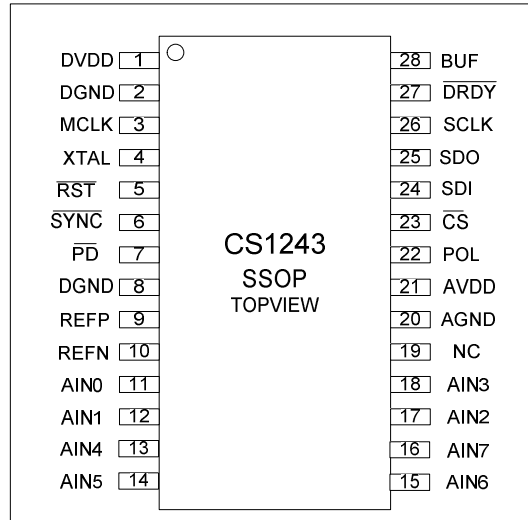 DVDD 1 28 BUF
DGND 2 27 DRDY
MCLK 3 26 SCLK
XTAL 4 25 SDO
RST 5 24 SDI
SYNC 6 23 CS
PD 7 22 POL
DGND 8 21 AVDD
REFP 9 20 AGND
REFN 10 19 NC
AIN0 11 18 AIN3
AIN1 12 17 AIN2
AIN4 13 16 AIN7
AIN5 14 15 AIN6
CS1243
SSOP
TOPVIEW